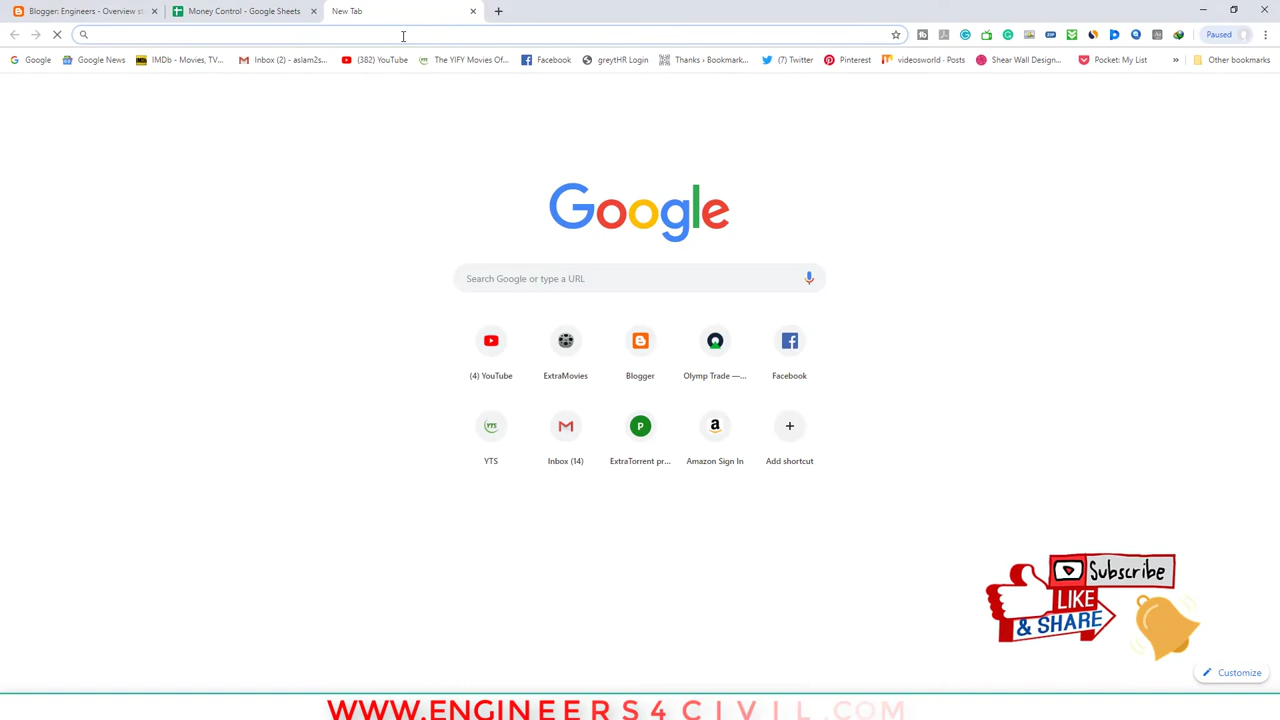 Blogger: Engineers - Overview st
Money Control - Google Sheets
New Tab
Paused
Google
Google News
IMDb - Movies, TV...
Inbox (2) - aslam2s...
(382) YouTube
The YIFY Movies Of...
Facebook
greytHR Login
Thanks › Bookmark...
(7) Twitter
Pinterest
videosworld · Posts
Shear Wall Design...
Pocket: My List
»
Other bookmarks
Google
Search Google or type a URL
(4) YouTube
ExtraMovies
Blogger
Olymp Trade —...
Facebook
YTS
YTS
Inbox (14)
P
ExtraTorrent pr...
a
Amazon Sign In
Add shortcut
Subscribe
LIKE
& SHARE
Customize
WWW.ENGINEERS4CIVIL.COM